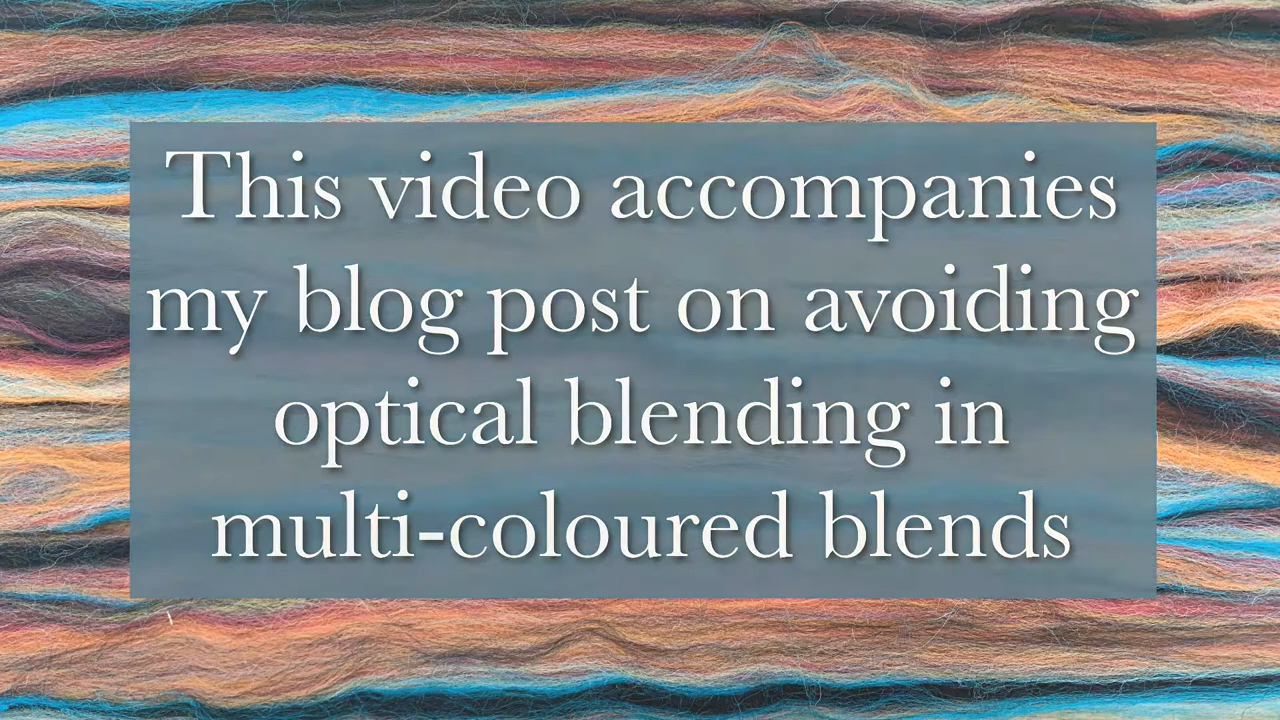 This video accompanies
my blog post on avoiding
optical blending in
multi-coloured blends